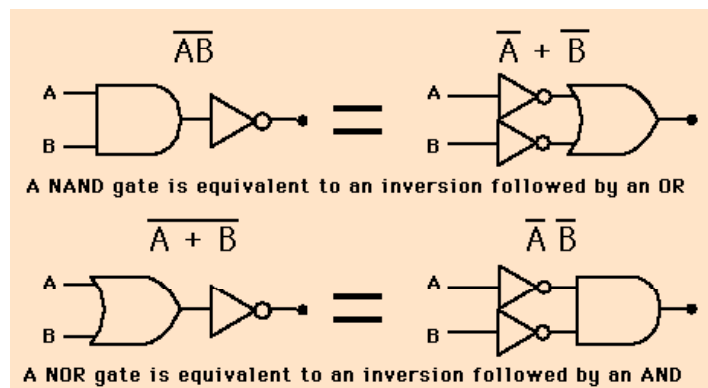 A̅B̅ A̅ + B̅
A A
B B
A NAND gate is equivalent to an inversion followed by an OR
A̅ ̅+̅ ̅B̅ A̅ B̅
A A
B B
A NOR gate is equivalent to an inversion followed by an AND